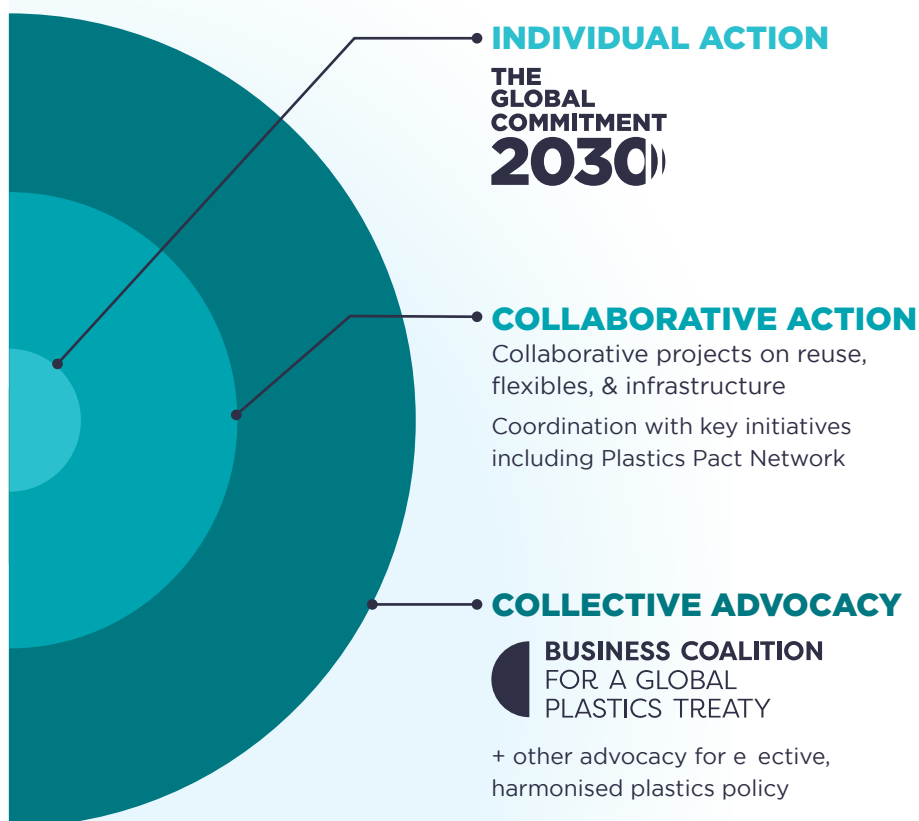 INDIVIDUAL ACTION
THE
GLOBAL
COMMITMENT
2030
COLLABORATIVE ACTION
Collaborative projects on reuse,
flexibles, & infrastructure
Coordination with key initiatives
including Plastics Pact Network
COLLECTIVE ADVOCACY
BUSINESS COALITION
FOR A GLOBAL
PLASTICS TREATY
+ other advocacy for e ective,
harmonised plastics policy